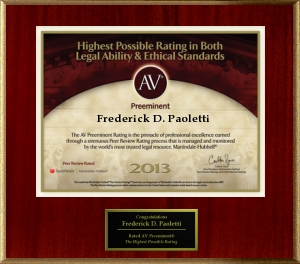 Highest Possible Rating in Both
Legal Ability & Ethical Standards
AV®
Preeminent
Frederick D. Paoletti
The AV Preeminent Rating is the pinnacle of professional excellence earned
through a strenuous Peer Review Rating process that is managed and monitored
by the world's most trusted legal resource, Martindale-Hubbell®
Peer Review Rated
2013
Congratulations
Frederick D. Paoletti
Rated AV Preeminent®
The Highest Possible Rating